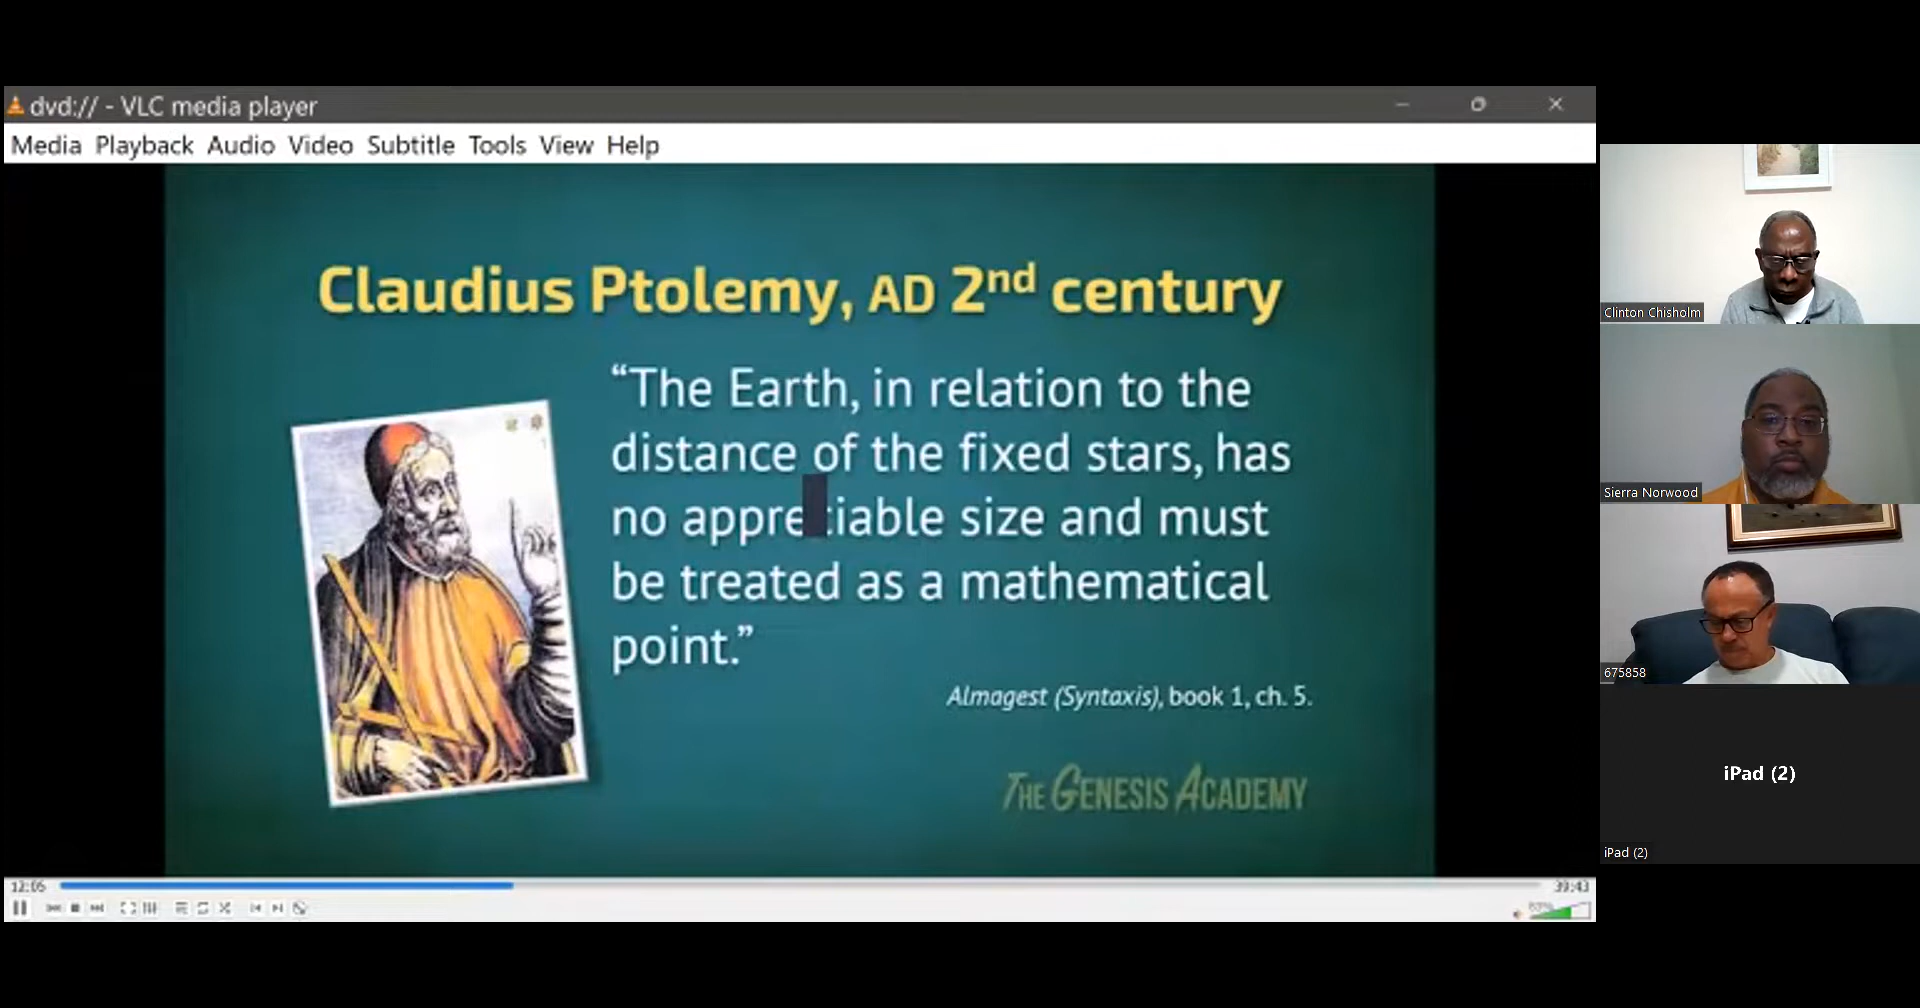 dvd:// - VLC media player
Media Playback Audio Video Subtitle Tools View Help
Claudius Ptolemy, AD 2nd century
“The Earth, in relation to the
distance of the fixed stars, has
no appreciable size and must
be treated as a mathematical
point.”
Almagest (Syntaxis), book 1, ch. 5.
THE GENESIS ACADEMY
12:05
39:43
Clinton Chisholm
Sierra Norwood
675858
iPad (2)
iPad (2)